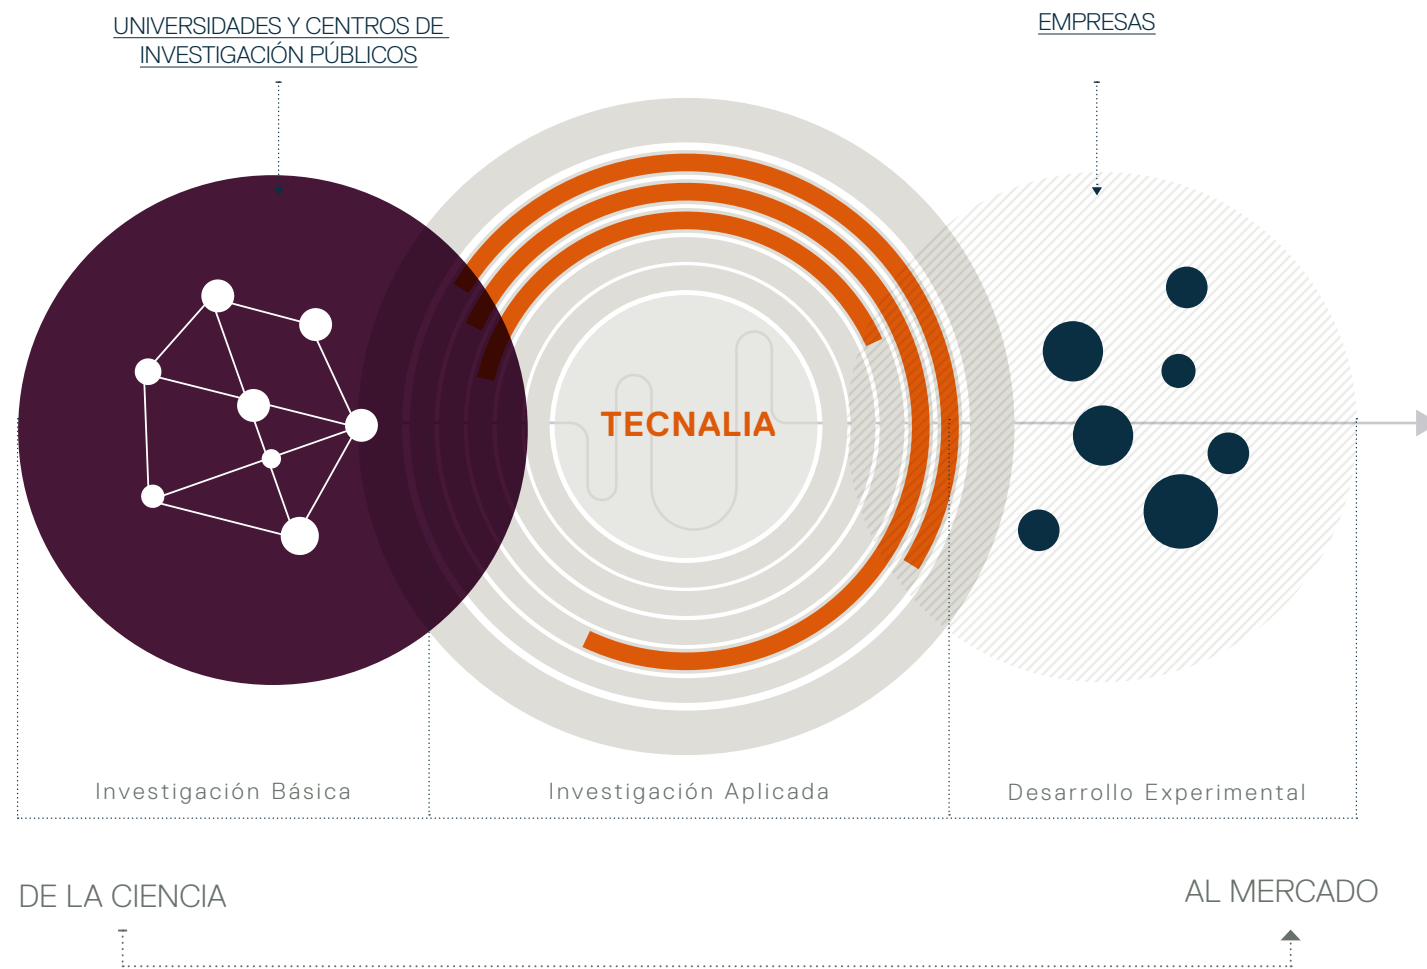 UNIVERSIDADES Y CENTROS DE
INVESTIGACIÓN PÚBLICOS
EMPRESAS
TECNALIA
Investigación Básica
Investigación Aplicada
Desarrollo Experimental
DE LA CIENCIA
AL MERCADO